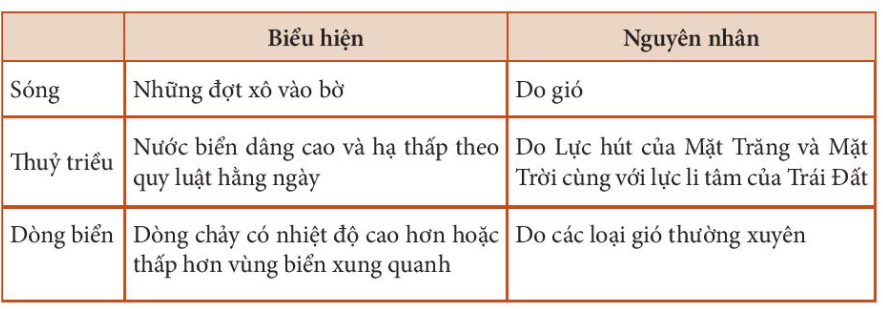 Biểu hiện
Nguyên nhân
Sóng
Những đợt xô vào bờ
Do gió
Thuỷ triều
Nước biển dâng cao và hạ thấp theo
quy luật hằng ngày
Do Lực hút của Mặt Trăng và Mặt
Trời cùng với lực li tâm của Trái Đất
Dòng biển
Dòng chảy có nhiệt độ cao hơn hoặc
thấp hơn vùng biển xung quanh
Do các loại gió thường xuyên